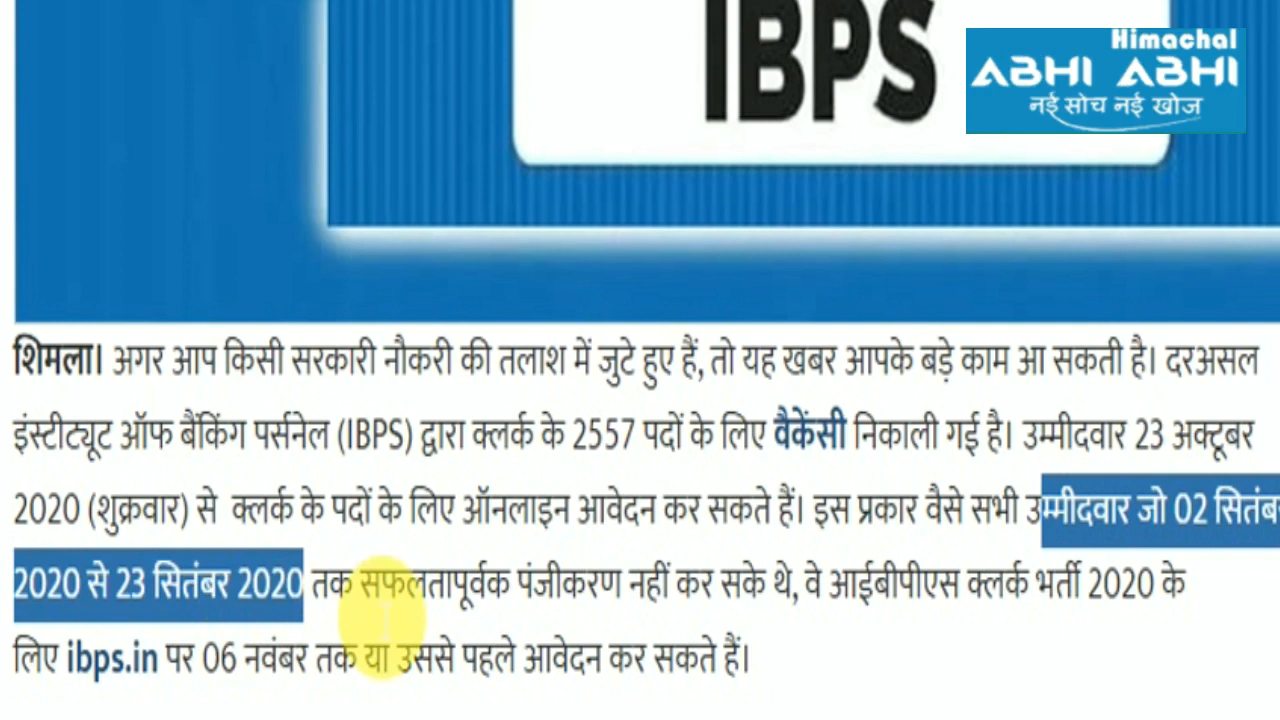 IBPS
Himachal
ABHI ABHI
नई सोच नई खोज
शिमला। अगर आप किसी सरकारी नौकरी की तलाश में जुटे हुए हैं, तो यह खबर आपके बड़े काम आ सकती है। दरअसल
इंस्टीट्यूट ऑफ बैंकिंग पर्सनेल (IBPS) द्वारा क्लर्क के 2557 पदों के लिए वैकेंसी निकाली गई है। उम्मीदवार 23 अक्टूबर
2020 (शुक्रवार) से क्लर्क के पदों के लिए ऑनलाइन आवेदन कर सकते हैं। इस प्रकार वैसे सभी उम्मीदवार जो 02
2020 से 23 सितंबर 2020 तक सफलतापूर्वक पंजीकरण नहीं कर सके थे, वे आईबीपीएस क्लर्क भर्ती 2020 के
लिए ibps.in पर 06 नवंबर तक या उससे पहले आवेदन कर सकते हैं।